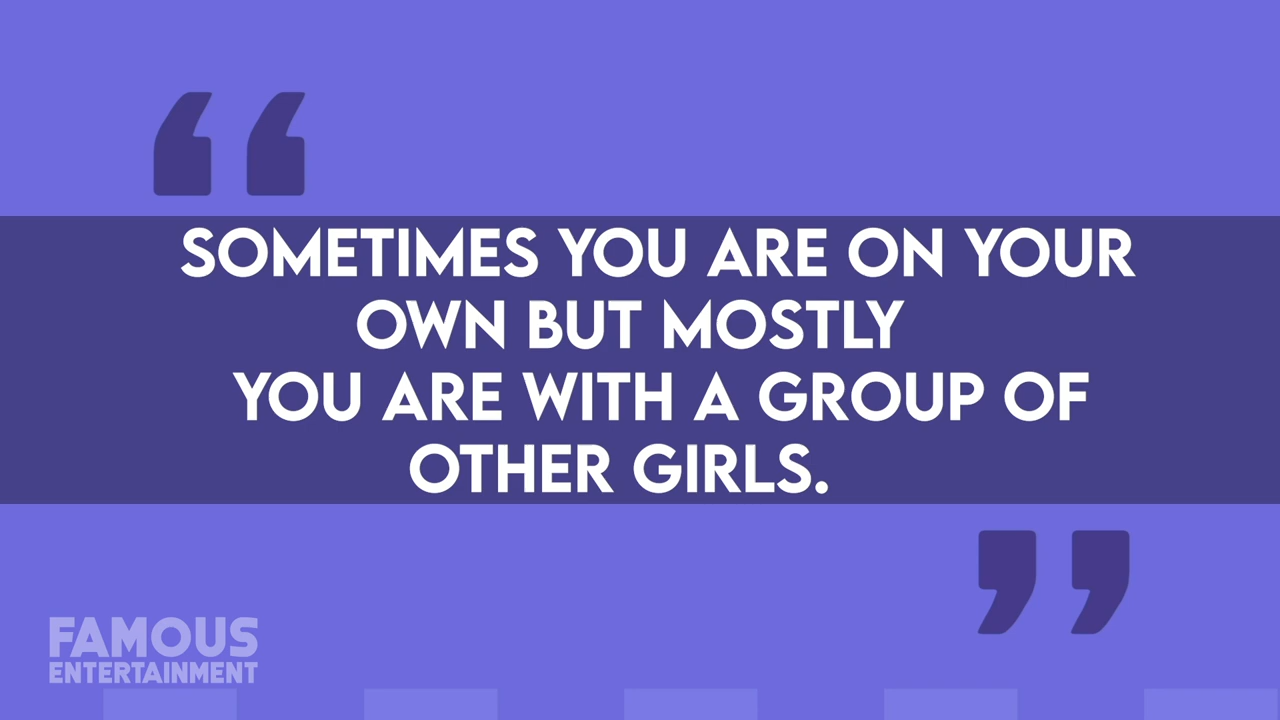 SOMETIMES YOU ARE ON YOUR
OWN BUT MOSTLY
YOU ARE WITH A GROUP OF
OTHER GIRLS.
FAMOUS
ENTERTAINMENT